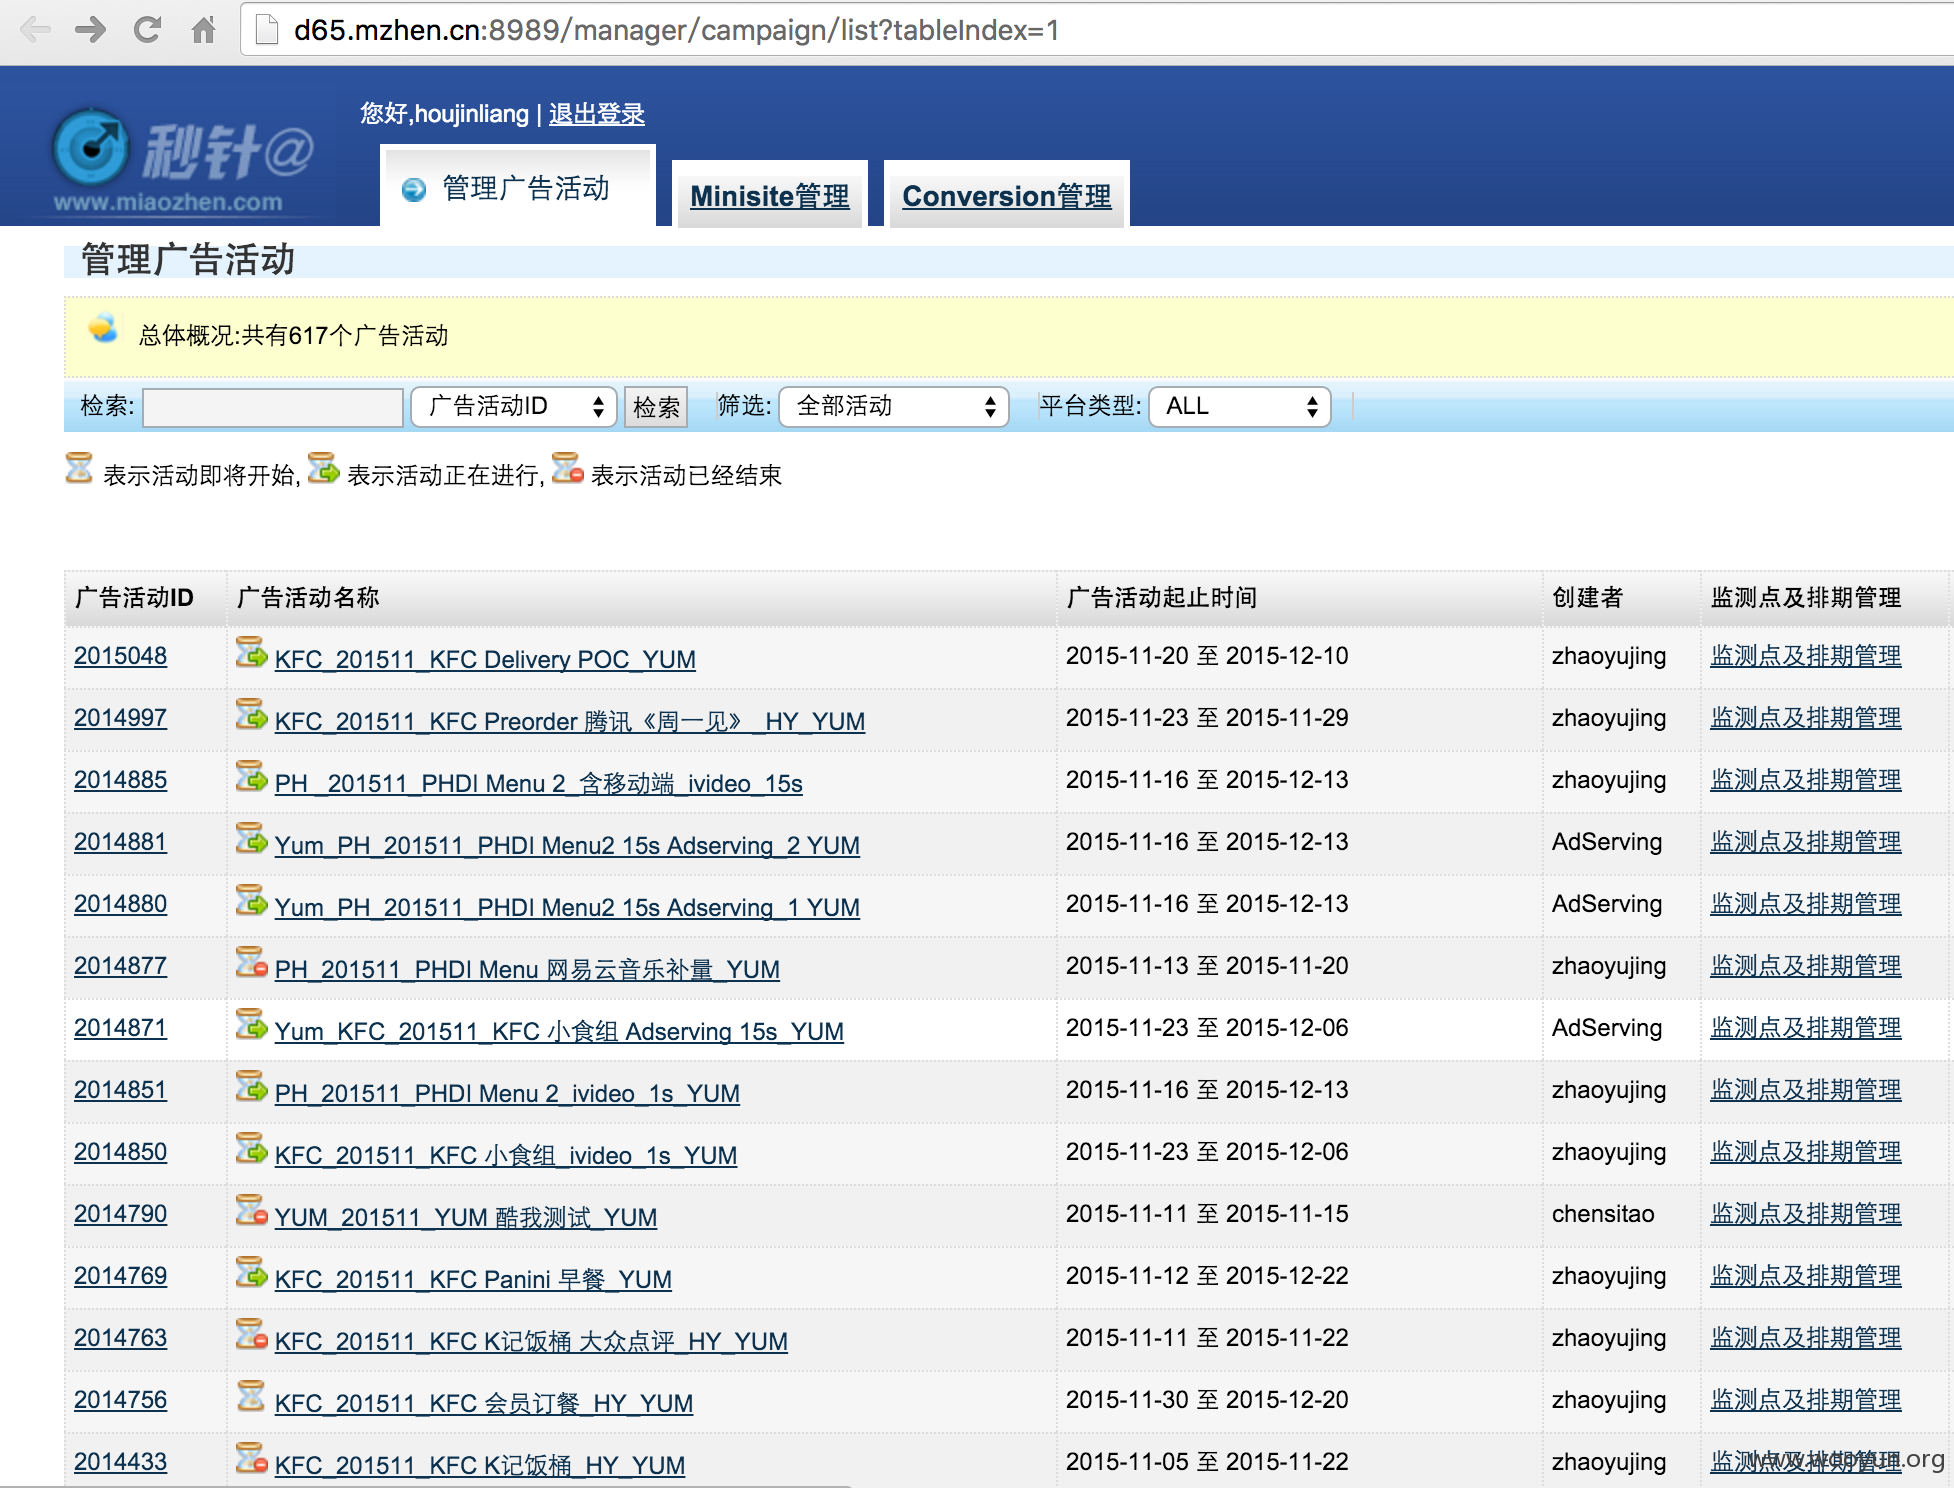 d65.mzhen.cn:8989/manager/campaign/list?tableIndex=1
秒针@
www.miaozhen.com
您好,houjinliang | 退出登录
管理广告活动
Minisite管理
Conversion管理
管理广告活动
总体概况:共有617个广告活动
检索: 广告活动ID 检索 筛选: 全部活动 平台类型: ALL
表示活动即将开始, 表示活动正在进行, 表示活动已经结束
广告活动ID 广告活动名称 广告活动起止时间 创建者 监测点及排期管理
2015048 KFC_201511_KFC Delivery POC_YUM 2015-11-20 至 2015-12-10 zhaoyujing 监测点及排期管理
2014997 KFC_201511_KFC Preorder 腾讯《周一见》_HY_YUM 2015-11-23 至 2015-11-29 zhaoyujing 监测点及排期管理
2014885 PH _201511_PHDI Menu 2_含移动端_ivideo_15s 2015-11-16 至 2015-12-13 zhaoyujing 监测点及排期管理
2014881 Yum_PH_201511_PHDI Menu2 15s Adserving_2 YUM 2015-11-16 至 2015-12-13 AdServing 监测点及排期管理
2014880 Yum_PH_201511_PHDI Menu2 15s Adserving_1 YUM 2015-11-16 至 2015-12-13 AdServing 监测点及排期管理
2014877 PH_201511_PHDI Menu 网易云音乐补量_YUM 2015-11-13 至 2015-11-20 zhaoyujing 监测点及排期管理
2014871 Yum_KFC_201511_KFC 小食组 Adserving 15s_YUM 2015-11-23 至 2015-12-06 AdServing 监测点及排期管理
2014851 PH_201511_PHDI Menu 2_ivideo_1s_YUM 2015-11-16 至 2015-12-13 zhaoyujing 监测点及排期管理
2014850 KFC_201511_KFC 小食组_ivideo_1s_YUM 2015-11-23 至 2015-12-06 zhaoyujing 监测点及排期管理
2014790 YUM_201511_YUM 酷我测试_YUM 2015-11-11 至 2015-11-15 chensitao 监测点及排期管理
2014769 KFC_201511_KFC Panini 早餐_YUM 2015-11-12 至 2015-12-22 zhaoyujing 监测点及排期管理
2014763 KFC_201511_KFC K记饭桶 大众点评_HY_YUM 2015-11-11 至 2015-11-22 zhaoyujing 监测点及排期管理
2014756 KFC_201511_KFC 会员订餐_HY_YUM 2015-11-30 至 2015-12-20 zhaoyujing 监测点及排期管理
2014433 KFC_201511_KFC K记饭桶_HY_YUM 2015-11-05 至 2015-11-22 zhaoyujing 监测点及排期管理
www.wooyun.org